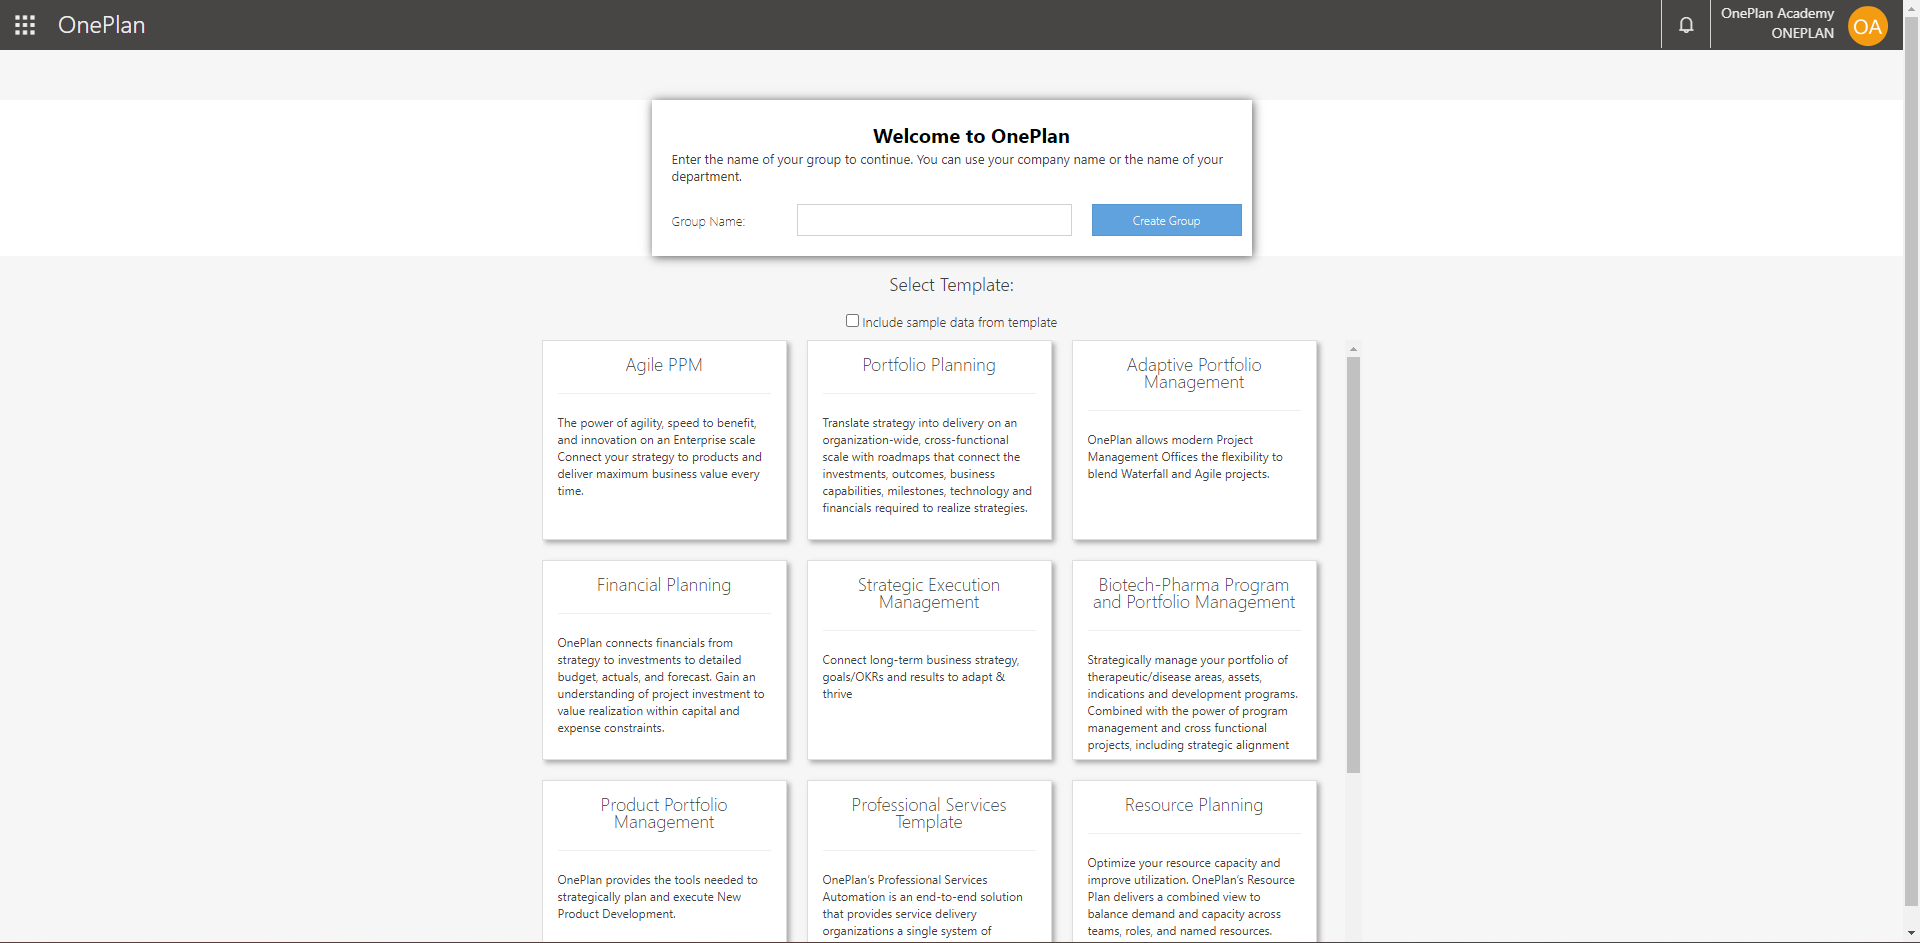 OnePlan
OnePlan Academy
ONEPLAN
OA
Welcome to OnePlan
Enter the name of your group to continue. You can use your company name or the name of your
department.
Group Name:
Create Group
Select Template:
Include sample data from template
Agile PPM
The power of agility, speed to benefit,
and innovation on an Enterprise scale
Connect your strategy to products and
deliver maximum business value every
time.
Portfolio Planning
Translate strategy into delivery on an
organization-wide, cross-functional
scale with roadmaps that connect the
investments, outcomes, business
capabilities, milestones, technology and
financials required to realize strategies.
Adaptive Portfolio
Management
OnePlan allows modern Project
Management Offices the flexibility to
blend Waterfall and Agile projects.
Financial Planning
OnePlan connects financials from
strategy to investments to detailed
budget, actuals, and forecast. Gain an
understanding of project investment to
value realization within capital and
expense constraints.
Strategic Execution
Management
Connect long-term business strategy,
goals/OKRs and results to adapt &
thrive
Biotech-Pharma Program
and Portfolio Management
Strategically manage your portfolio of
therapeutic/disease areas, assets,
indications and development programs.
Combined with the power of program
management and cross functional
projects, including strategic alignment
Product Portfolio
Management
OnePlan provides the tools needed to
strategically plan and execute New
Product Development.
Professional Services
Template
OnePlan's Professional Services
Automation is an end-to-end solution
that provides service delivery
organizations a single system of
Resource Planning
Optimize your resource capacity and
improve utilization. OnePlan's Resource
Plan delivers a combined view to
balance demand and capacity across
teams, roles, and named resources.